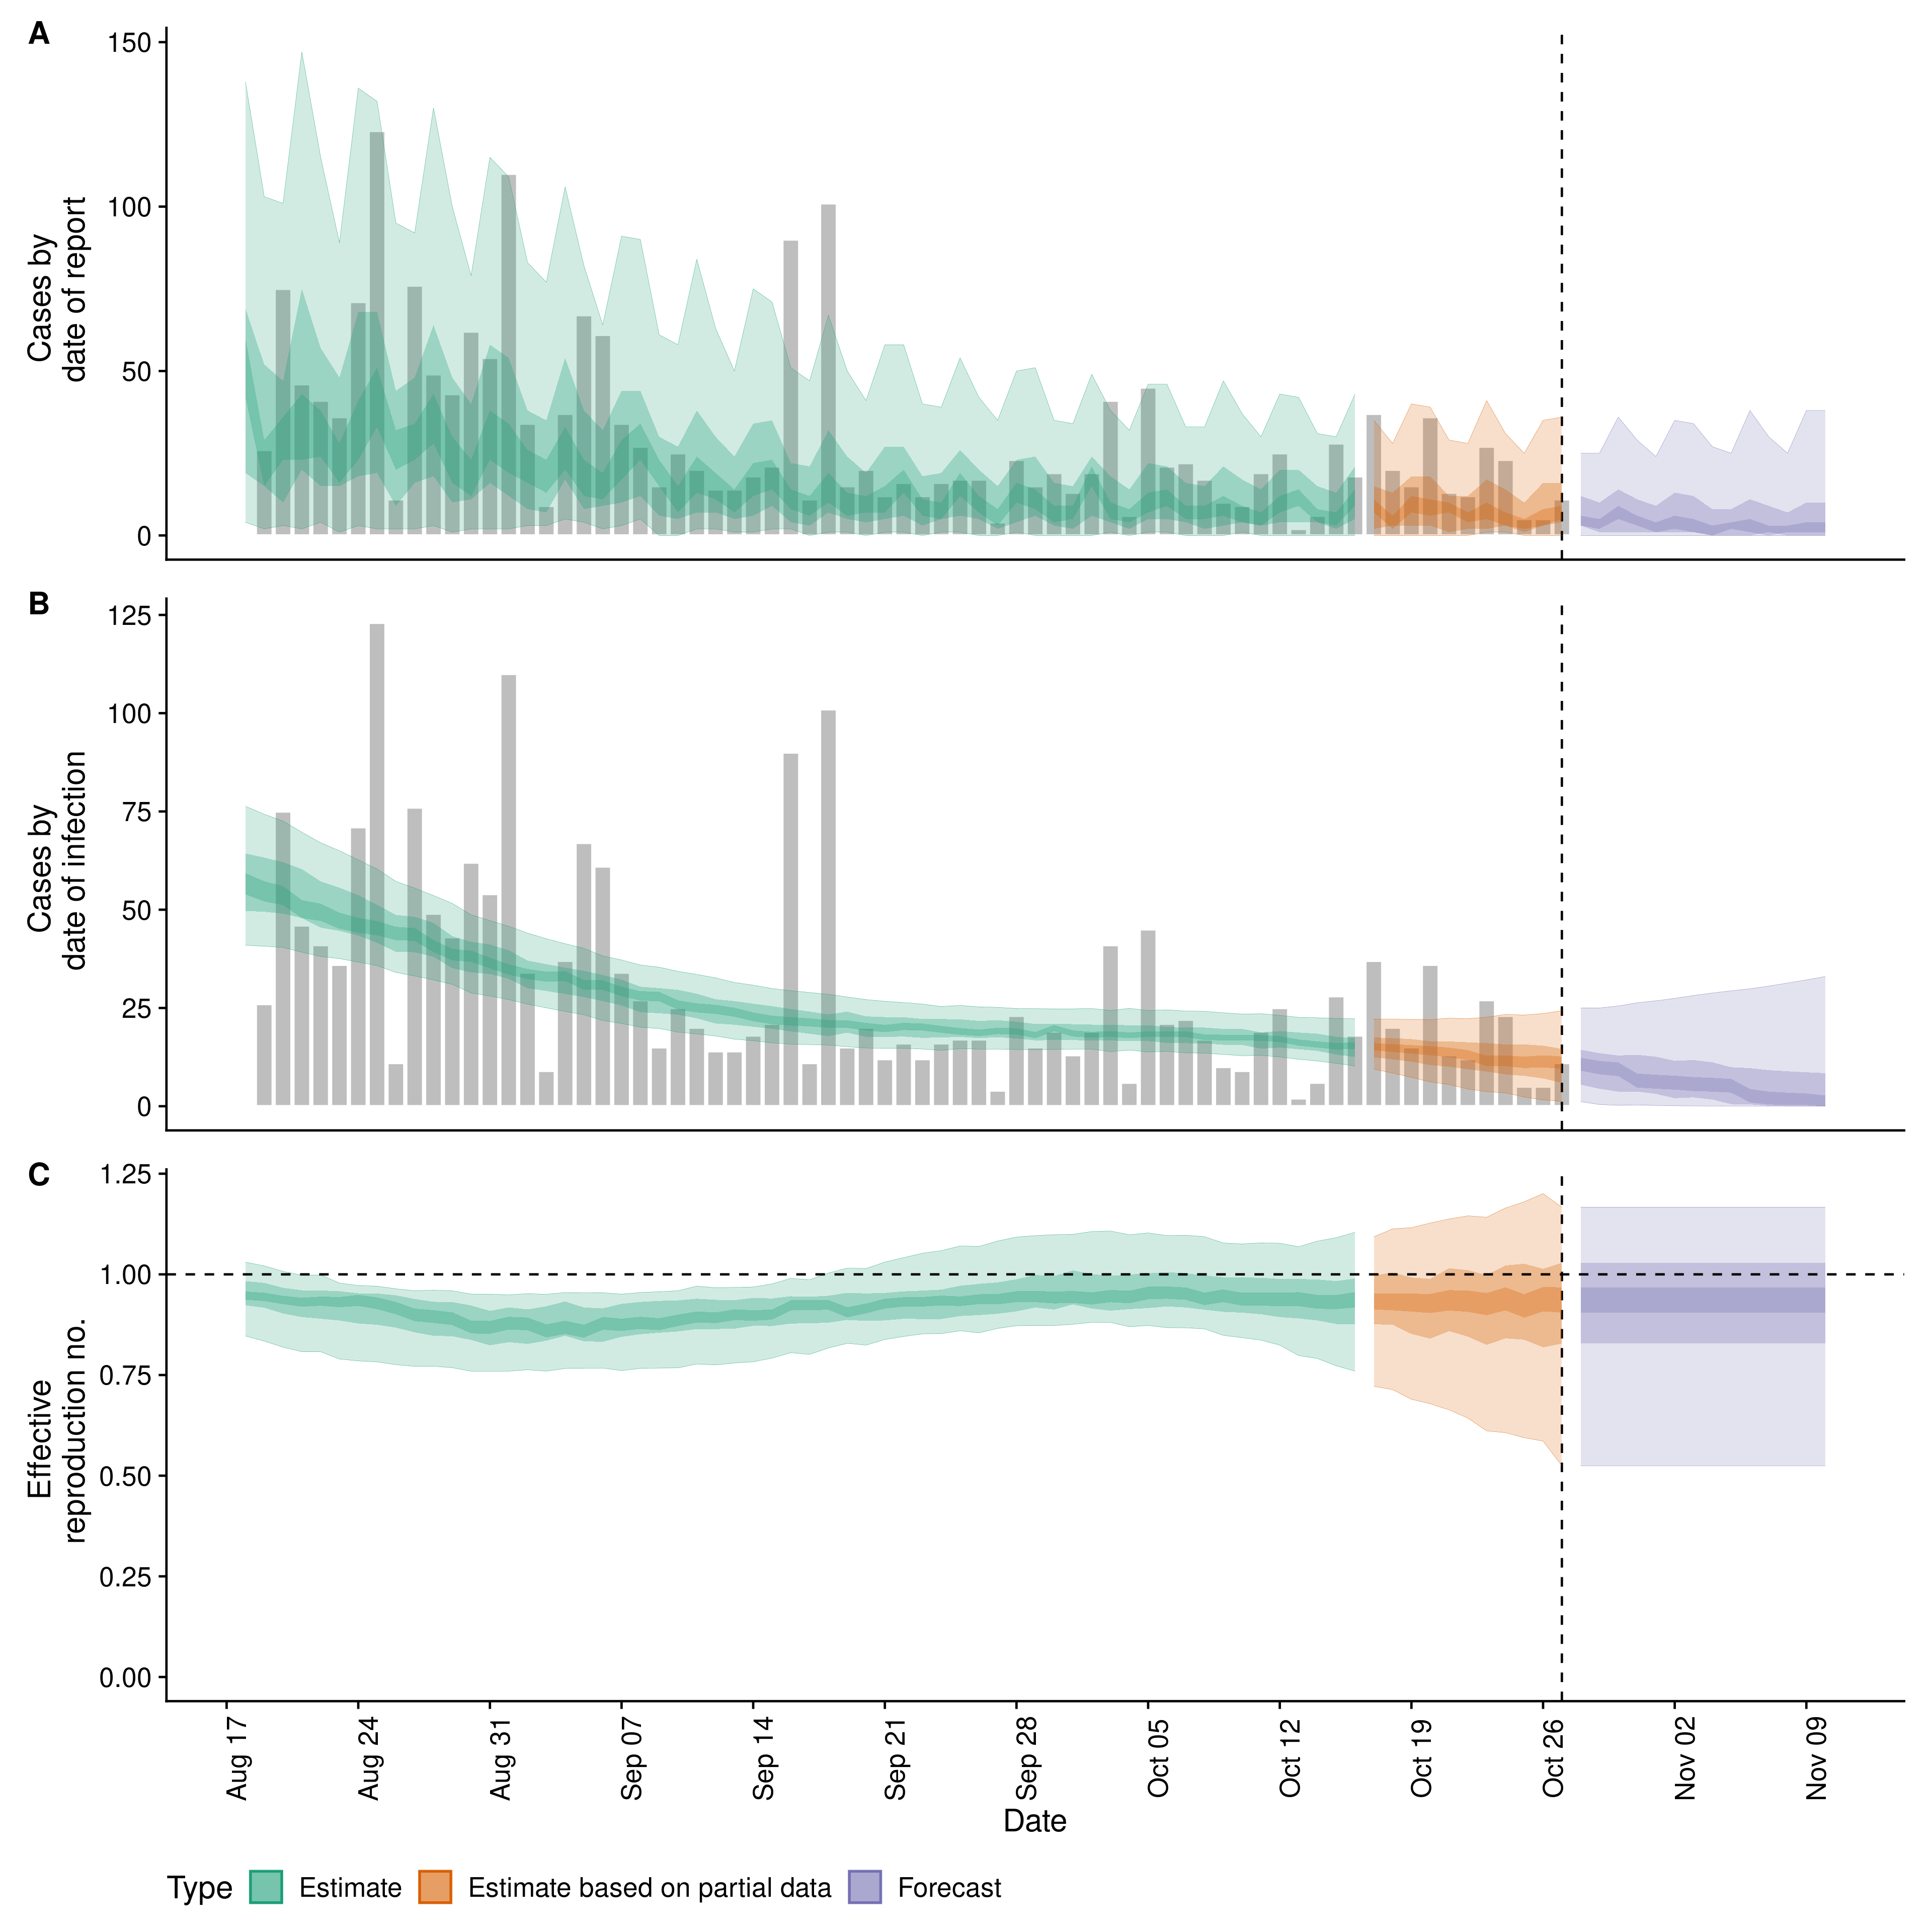 A
150
100
50
0
Cases by
date of report
B
125
100
75
50
25
0
Cases by
date of infection
C
1.25
1.00
0.75
0.50
0.25
0.00
Effective
reproduction no.
Aug 17
Aug 24
Aug 31
Sep 07
Sep 14
Sep 21
Sep 28
Oct 05
Oct 12
Oct 19
Oct 26
Nov 02
Nov 09
Date
Type Estimate Estimate based on partial data Forecast